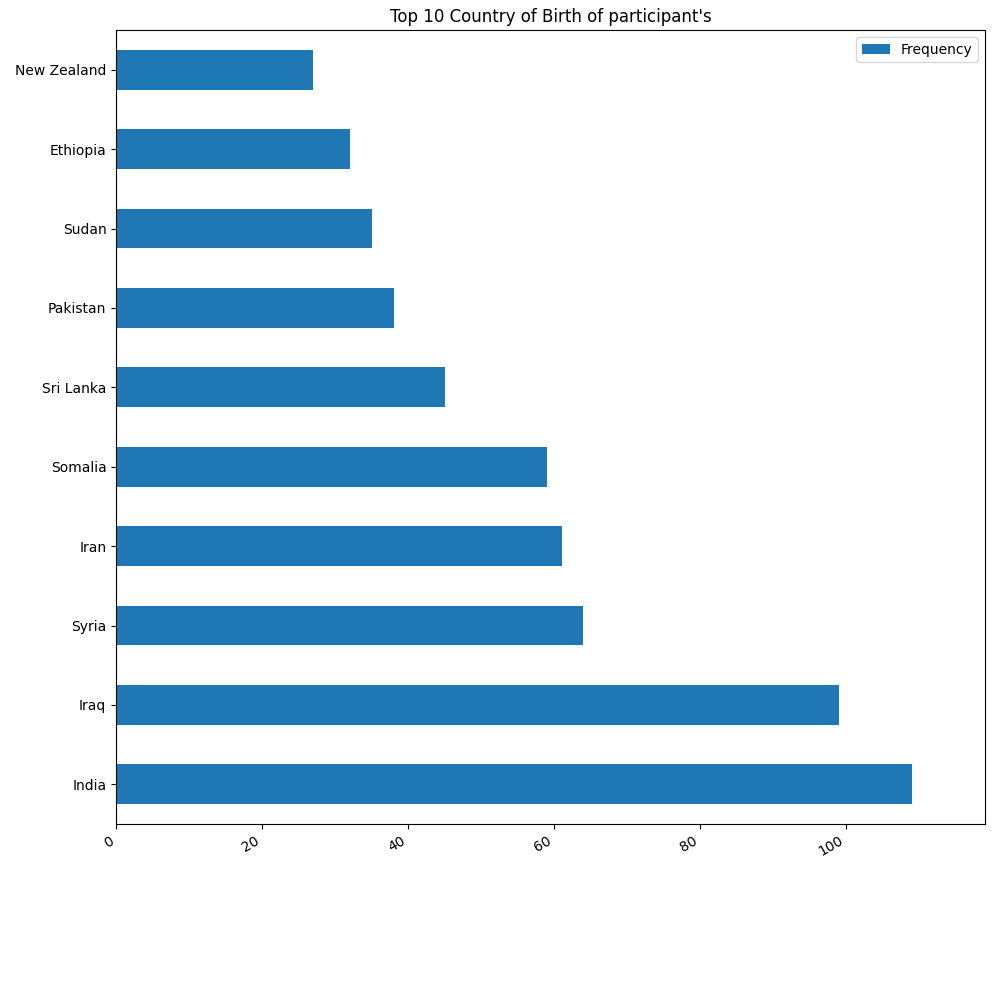 Top 10 Country of Birth of participant's
Frequency
New Zealand
Ethiopia
Sudan
Pakistan
Sri Lanka
Somalia
Iran
Syria
Iraq
India
0 20 40 60 80 100